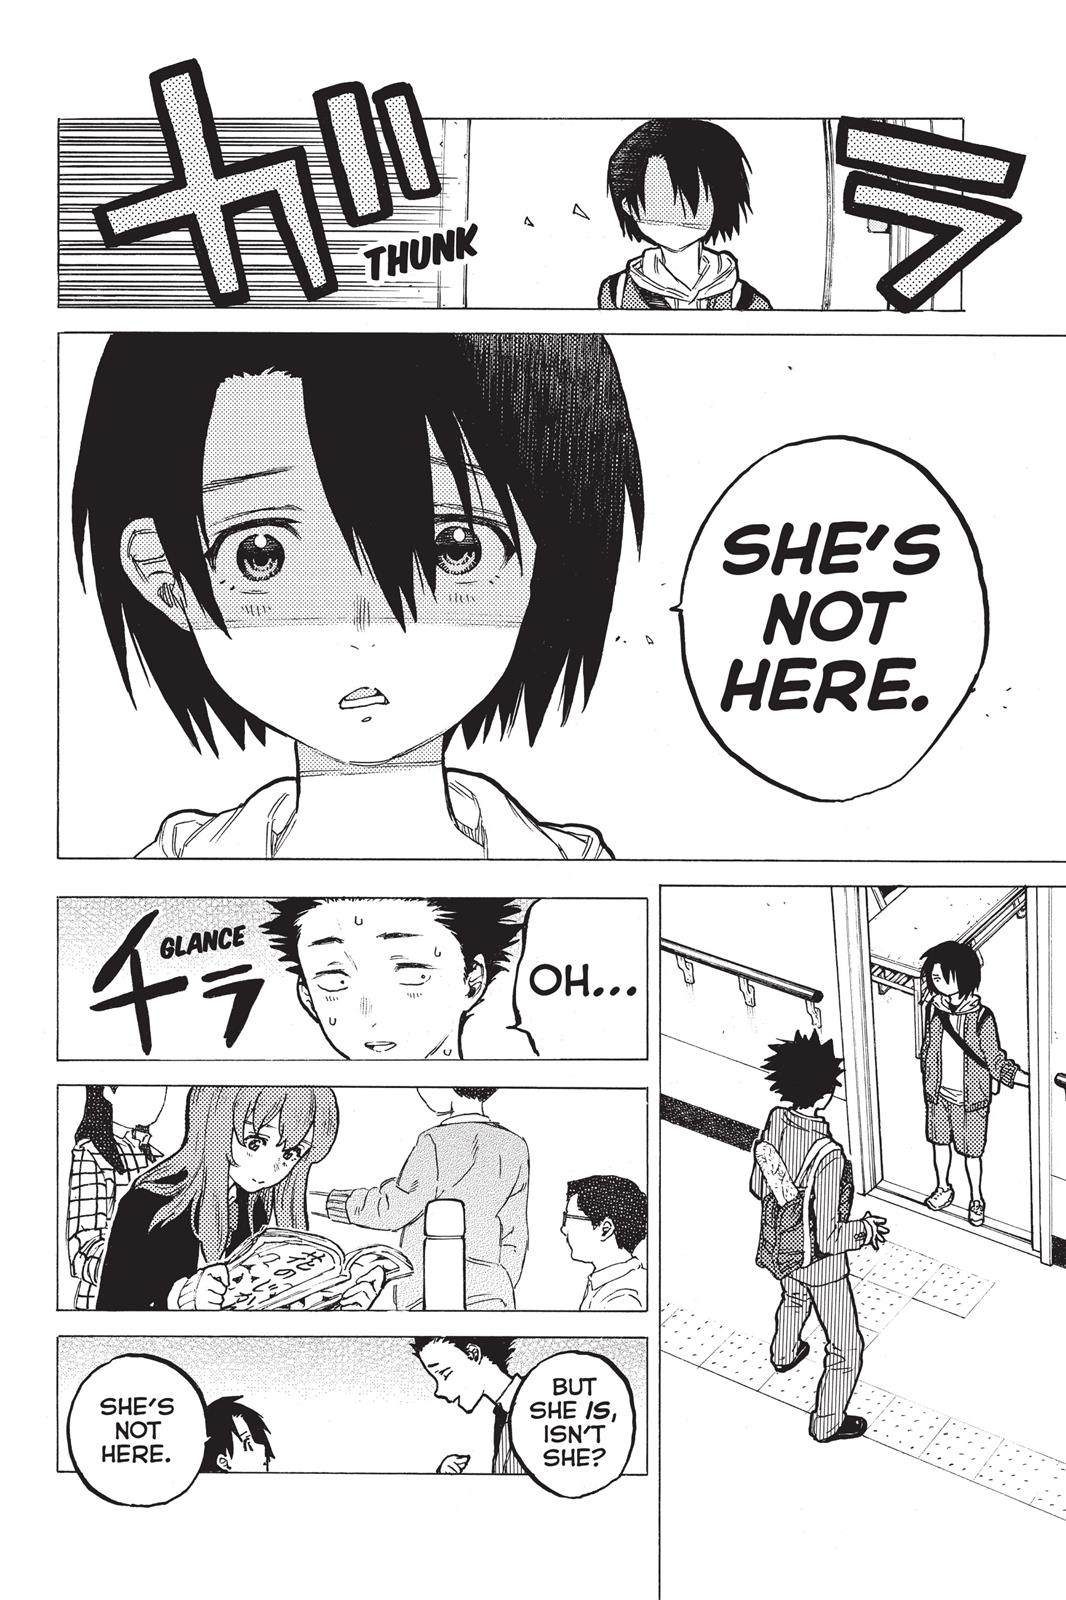 ガラ
THUNK
SHE'S
NOT
HERE.
OH...
GLANCE
チラ
BUT
SHE IS,
ISN'T
SHE?
SHE'S
NOT
HERE.